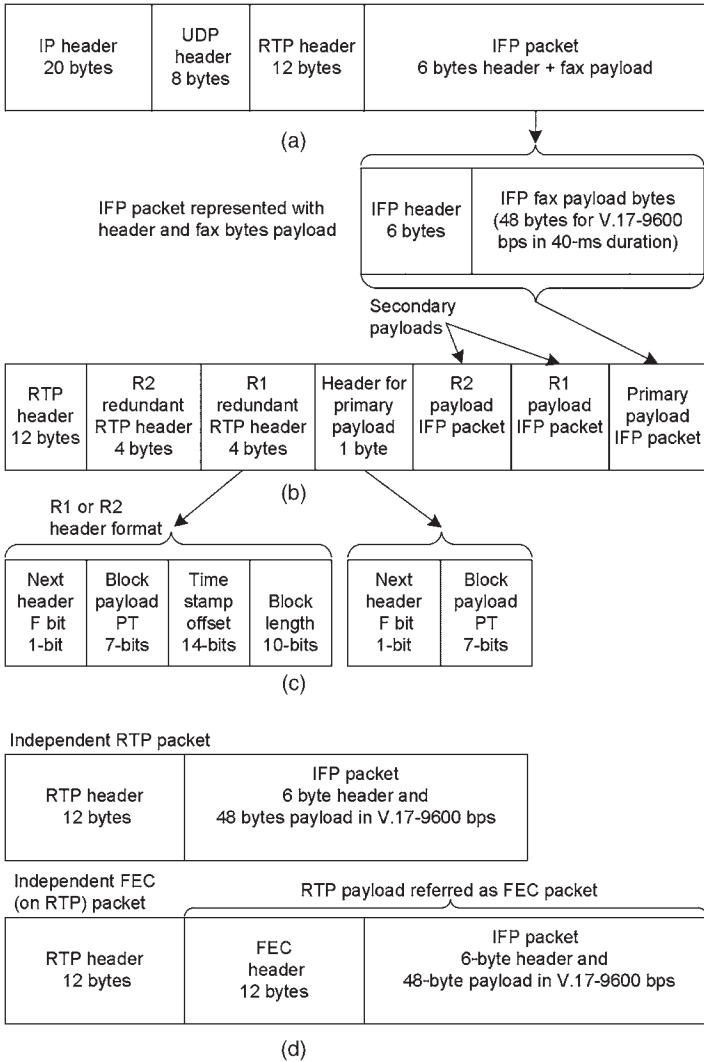 IP header
20 bytes
UDP
header
8 bytes
RTP header
12 bytes
IFP packet
6 bytes header + fax payload
(a)
IFP packet represented with
header and fax bytes payload
IFP header
6 bytes
IFP fax payload bytes
(48 bytes for V.17-9600
bps in 40-ms duration)
Secondary
payloads
RTP
header
12 bytes
R2
redundant
RTP header
4 bytes
R1
redundant
RTP header
4 bytes
Header for
primary
payload
1 byte
R2
payload
IFP packet
R1
payload
IFP packet
Primary
payload
IFP packet
(b)
R1 or R2
header format
Next
header
F bit
1-bit
Block
payload
PT
7-bits
Time
stamp
offset
14-bits
Block
length
10-bits
Next
header
F bit
1-bit
Block
payload
PT
7-bits
(c)
Independent RTP packet
RTP header
12 bytes
IFP packet
6 byte header and
48 bytes payload in V.17-9600 bps
Independent FEC
(on RTP) packet
RTP payload referred as FEC packet
RTP header
12 bytes
FEC
header
12 bytes
IFP packet
6-byte header and
48-byte payload in V.17-9600 bps
(d)